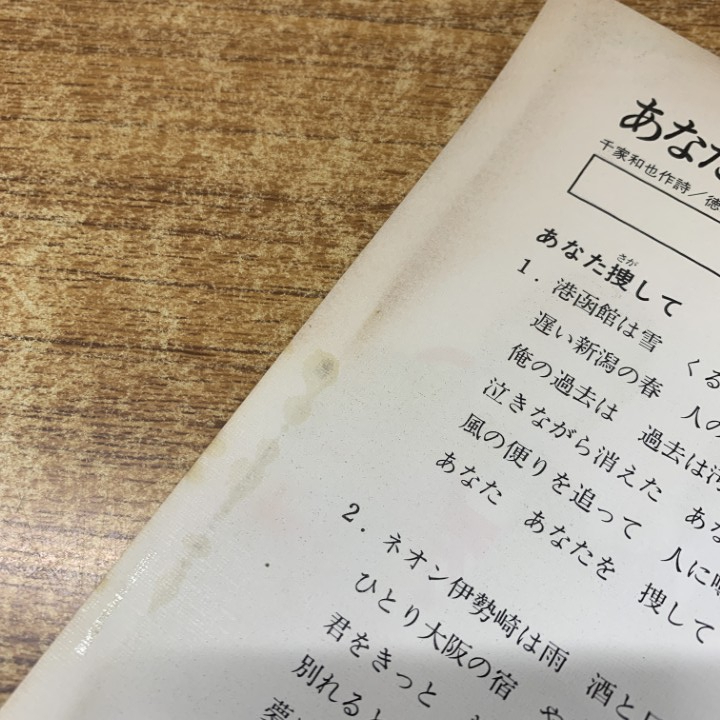 あなた
千家和也作詩／徳
あなた捜して
さが
1. 港函館は雪　くる
遅い新潟の春　人の
俺の過去は　過去は
泣きながら消えた　あな
風の便りを追って　人に
あなた　あなたを　捜して
2. ネオン伊勢崎は雨　酒と
ひとり大阪の宿　や
君をきっと
別れると
夢